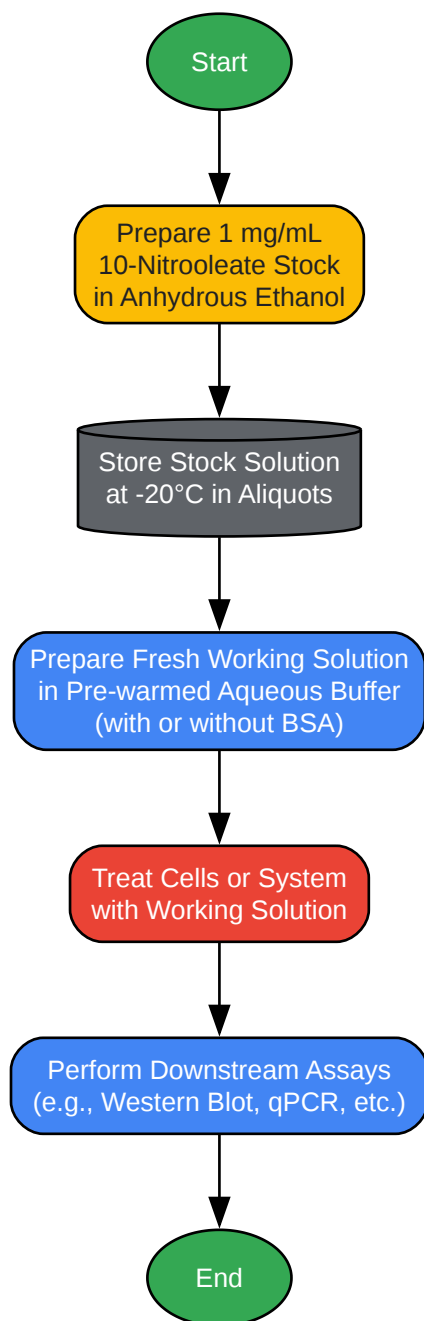 Start
Prepare 1 mg/mL
10-Nitrooleate Stock
in Anhydrous Ethanol
Store Stock Solution
at -20°C in Aliquots
Prepare Fresh Working Solution
in Pre-warmed Aqueous Buffer
(with or without BSA)
Treat Cells or System
with Working Solution
Perform Downstream Assays
(e.g., Western Blot, qPCR, etc.)
End